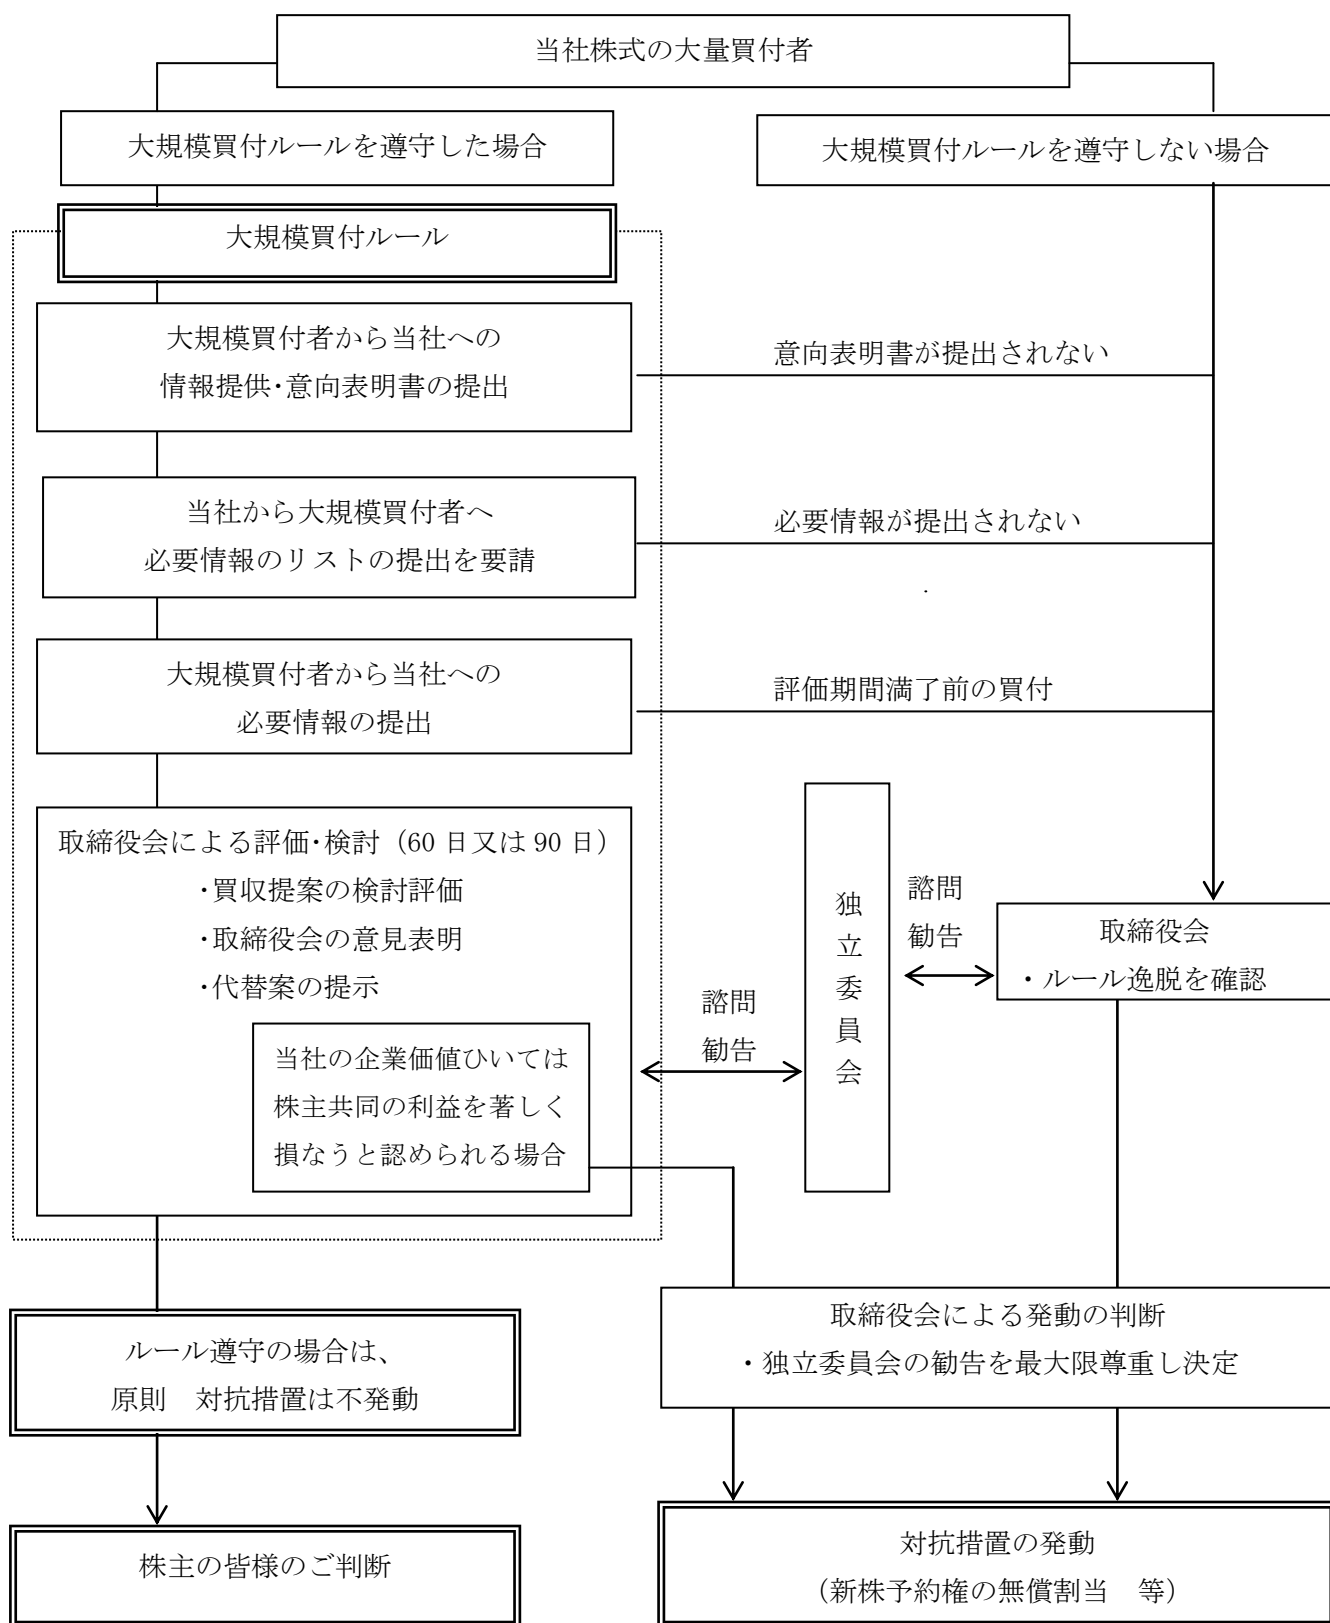 当社株式の大量買付者
大規模買付ルールを遵守した場合
大規模買付ルールを遵守しない場合
大規模買付ルール
大規模買付者から当社への
情報提供・意向表明書の提出
意向表明書が提出されない
当社から大規模買付者へ
必要情報のリストの提出を要請
必要情報が提出されない
大規模買付者から当社への
必要情報の提出
評価期間満了前の買付
取締役会による評価・検討（60 日又は 90 日）
・買収提案の検討評価
・取締役会の意見表明
・代替案の提示
当社の企業価値ひいては
株主共同の利益を著しく
損なうと認められる場合
諮問
勧告
独立委員会
諮問
勧告
取締役会
・ルール逸脱を確認
取締役会による発動の判断
・独立委員会の勧告を最大限尊重し決定
ルール遵守の場合は、
原則　対抗措置は不発動
株主の皆様のご判断
対抗措置の発動
（新株予約権の無償割当　等）